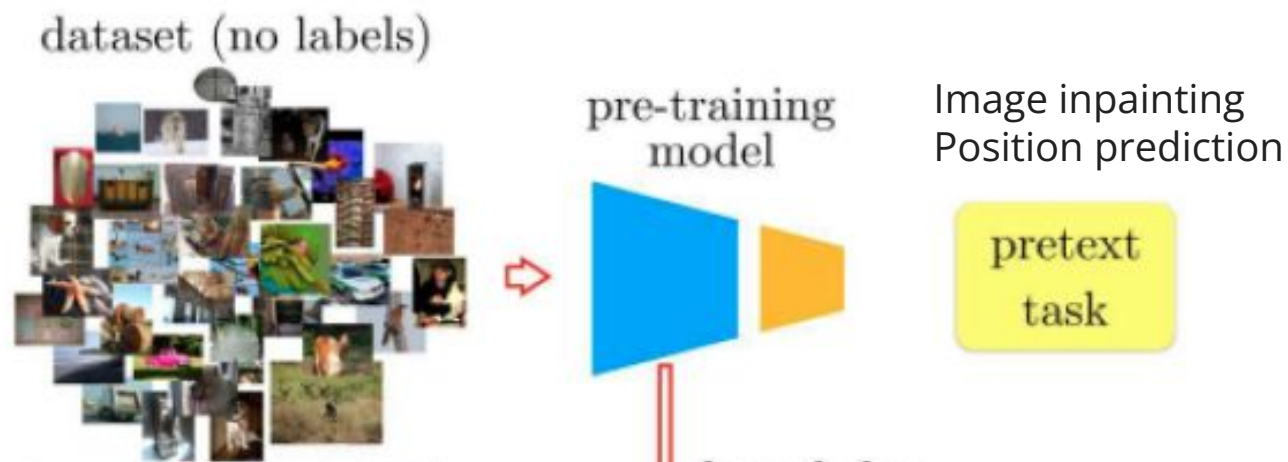 dataset (no labels)
pre-training
model
Image inpainting
Position prediction
pretext
task